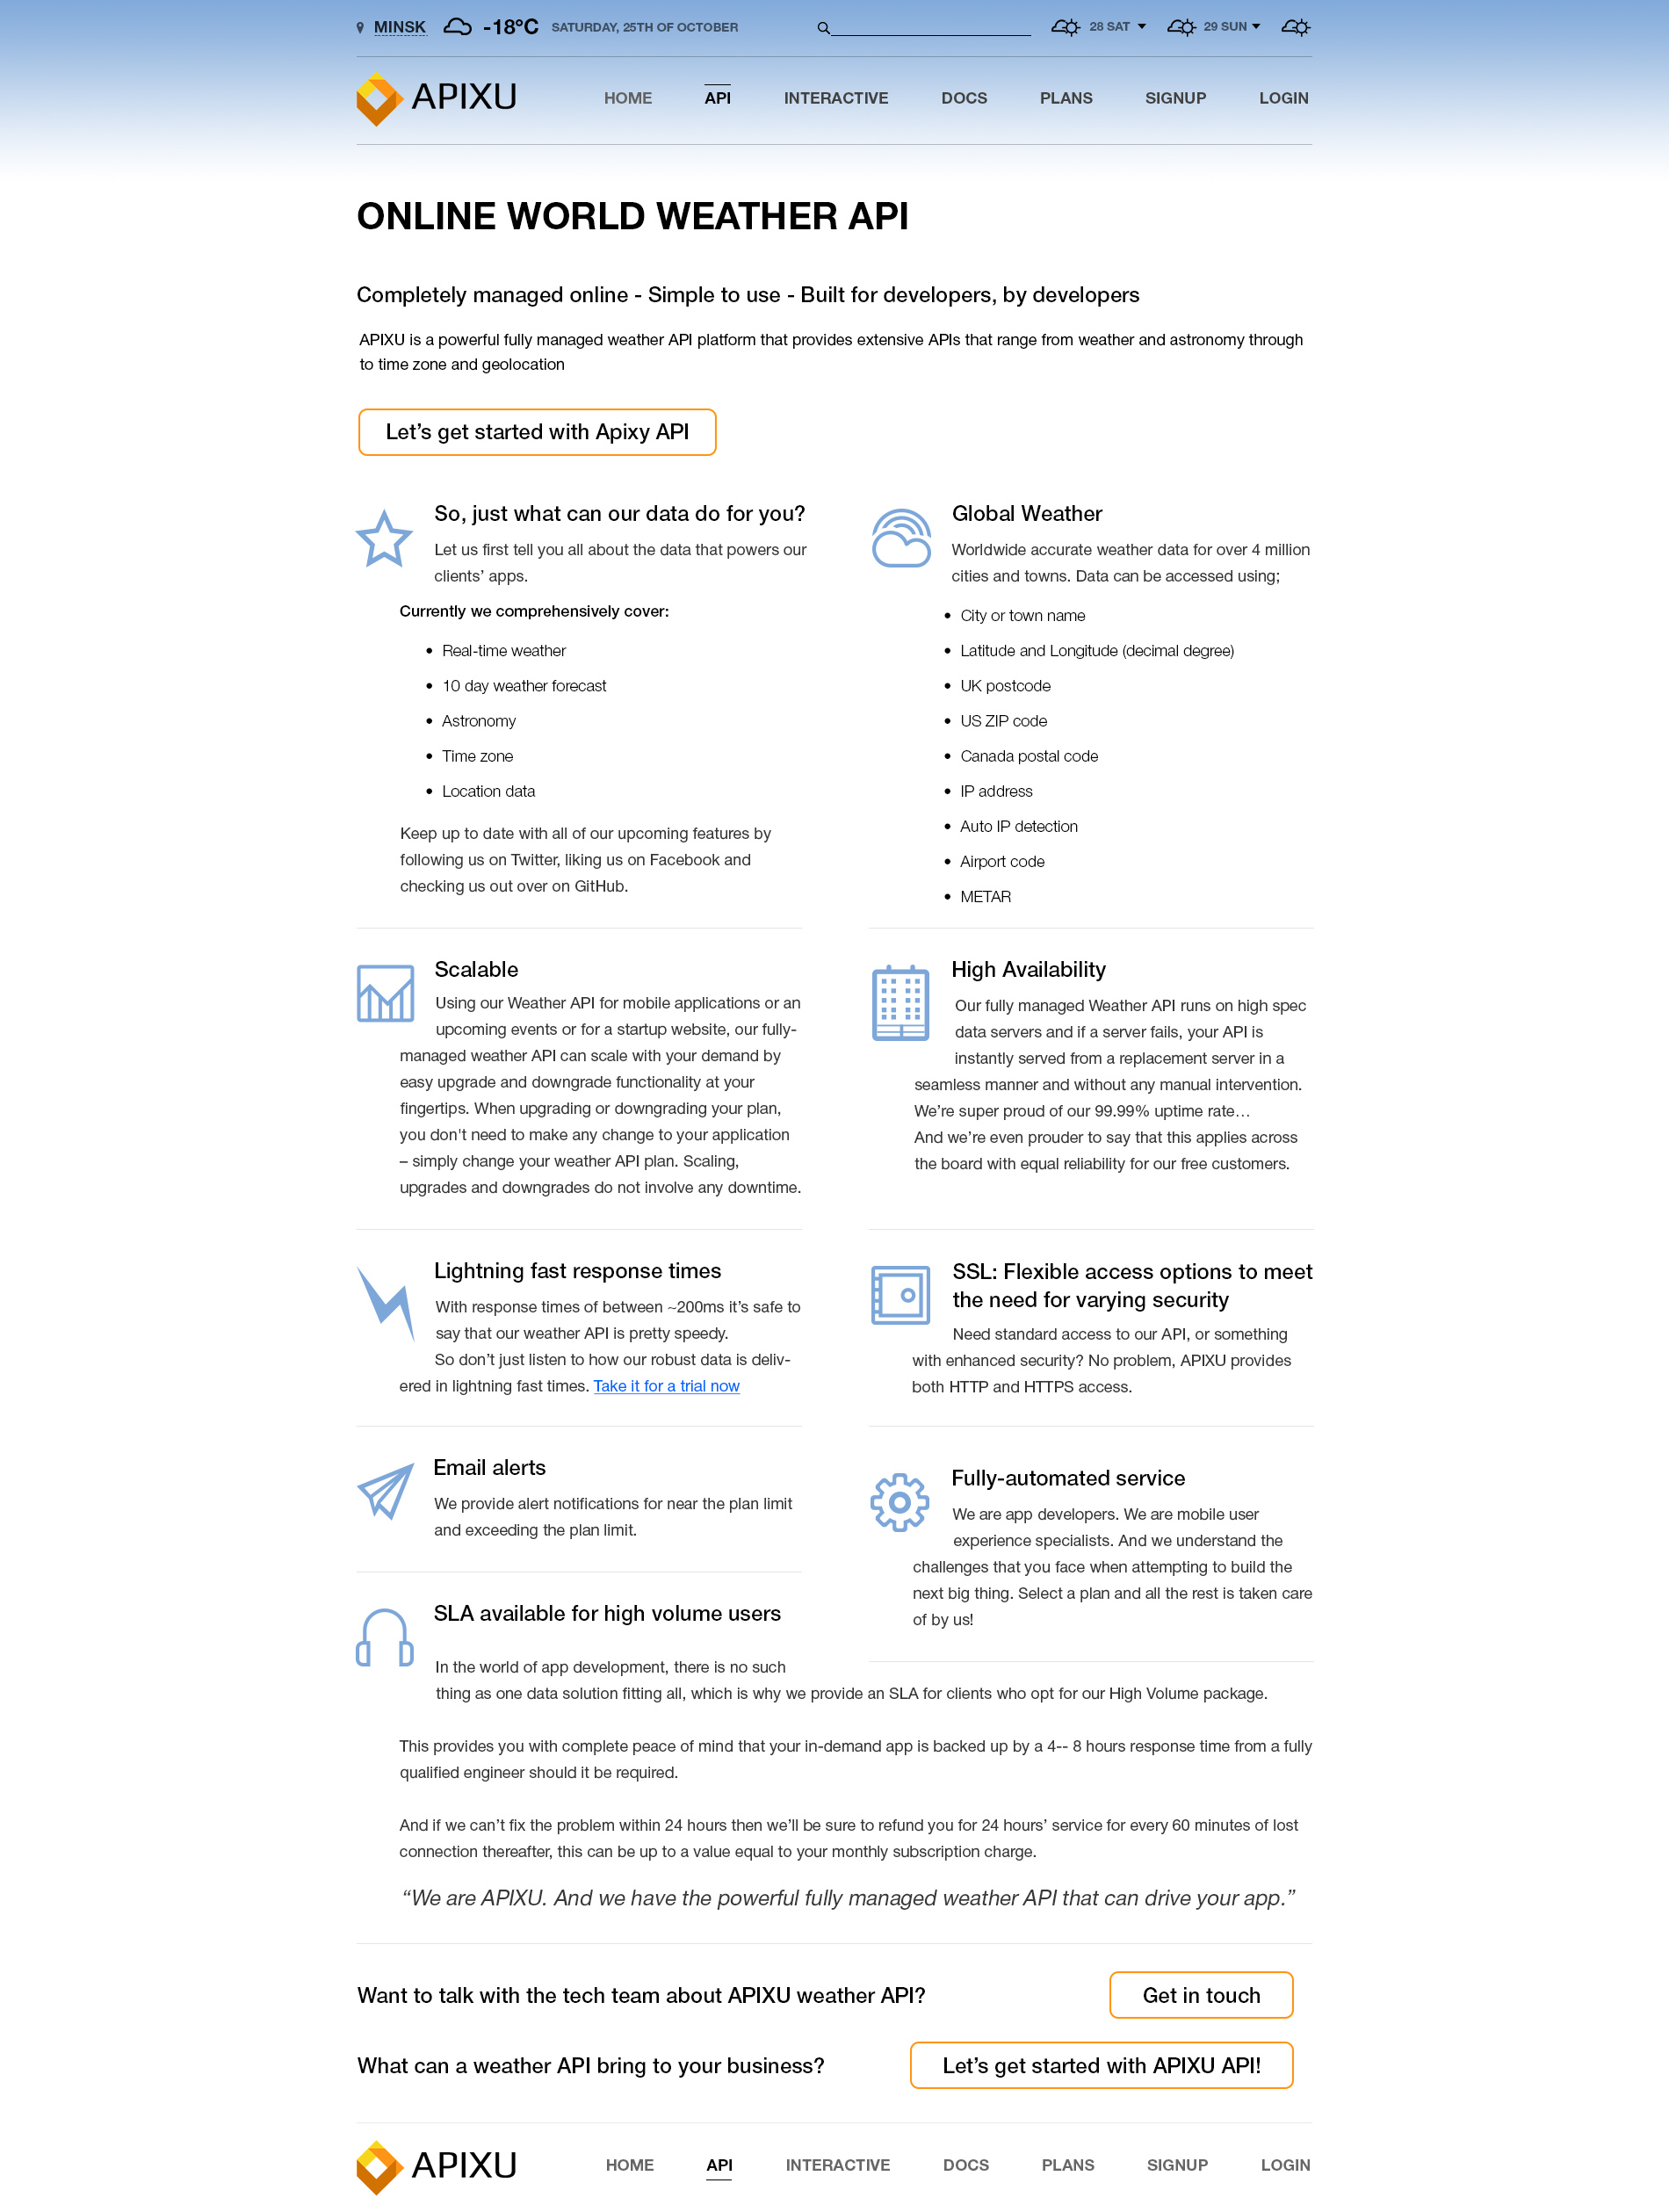 MINSK -18°C SATURDAY, 25TH OF OCTOBER 28 SAT 29 SUN
APIXU HOME API INTERACTIVE DOCS PLANS SIGNUP LOGIN
ONLINE WORLD WEATHER API
Completely managed online - Simple to use - Built for developers, by developers
APIXU is a powerful fully managed weather API platform that provides extensive APIs that range from weather and astronomy through
to time zone and geolocation
Let's get started with Apixy API
So, just what can our data do for you?
Let us first tell you all about the data that powers our
clients' apps.
Currently we comprehensively cover:
• Real-time weather
• 10 day weather forecast
• Astronomy
• Time zone
• Location data
Keep up to date with all of our upcoming features by
following us on Twitter, liking us on Facebook and
checking us out over on GitHub.
Global Weather
Worldwide accurate weather data for over 4 million
cities and towns. Data can be accessed using;
• City or town name
• Latitude and Longitude (decimal degree)
• UK postcode
• US ZIP code
• Canada postal code
• IP address
• Auto IP detection
• Airport code
• METAR
Scalable
Using our Weather API for mobile applications or an
upcoming events or for a startup website, our fully-
managed weather API can scale with your demand by
easy upgrade and downgrade functionality at your
fingertips. When upgrading or downgrading your plan,
you don't need to make any change to your application
– simply change your weather API plan. Scaling,
upgrades and downgrades do not involve any downtime.
High Availability
Our fully managed Weather API runs on high spec
data servers and if a server fails, your API is
instantly served from a replacement server in a
seamless manner and without any manual intervention.
We're super proud of our 99.99% uptime rate…
And we're even prouder to say that this applies across
the board with equal reliability for our free customers.
Lightning fast response times
With response times of between ~200ms it's safe to
say that our weather API is pretty speedy.
So don't just listen to how our robust data is deliv-
ered in lightning fast times. Take it for a trial now
SSL: Flexible access options to meet
the need for varying security
Need standard access to our API, or something
with enhanced security? No problem, APIXU provides
both HTTP and HTTPS access.
Email alerts
We provide alert notifications for near the plan limit
and exceeding the plan limit.
Fully-automated service
We are app developers. We are mobile user
experience specialists. And we understand the
challenges that you face when attempting to build the
next big thing. Select a plan and all the rest is taken care
of by us!
SLA available for high volume users
In the world of app development, there is no such
thing as one data solution fitting all, which is why we provide an SLA for clients who opt for our High Volume package.
This provides you with complete peace of mind that your in-demand app is backed up by a 4-- 8 hours response time from a fully
qualified engineer should it be required.
And if we can't fix the problem within 24 hours then we'll be sure to refund you for 24 hours' service for every 60 minutes of lost
connection thereafter, this can be up to a value equal to your monthly subscription charge.
"We are APIXU. And we have the powerful fully managed weather API that can drive your app."
Want to talk with the tech team about APIXU weather API? Get in touch
What can a weather API bring to your business? Let's get started with APIXU API!
APIXU HOME API INTERACTIVE DOCS PLANS SIGNUP LOGIN